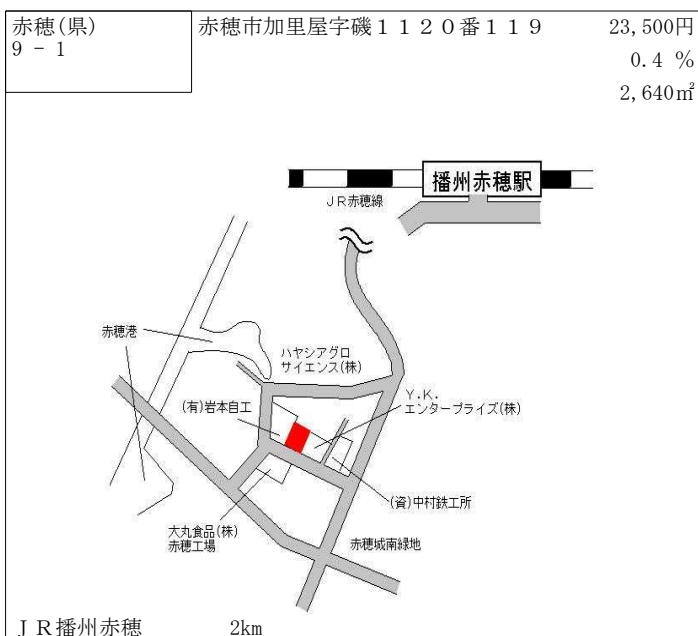 赤穂(県)
9 - 1
赤穂市加里屋字磯1120番119
23,500円
0.4 %
2,640㎡
播州赤穂駅
JR赤穂線
赤穂港
ハヤシアグロ
サイエンス(株)
(有)岩本自工
Y.K.
エンタープライズ(株)
(資)中村鉄工所
大丸食品(株)
赤穂工場
赤穂城南緑地
JR播州赤穂 2km